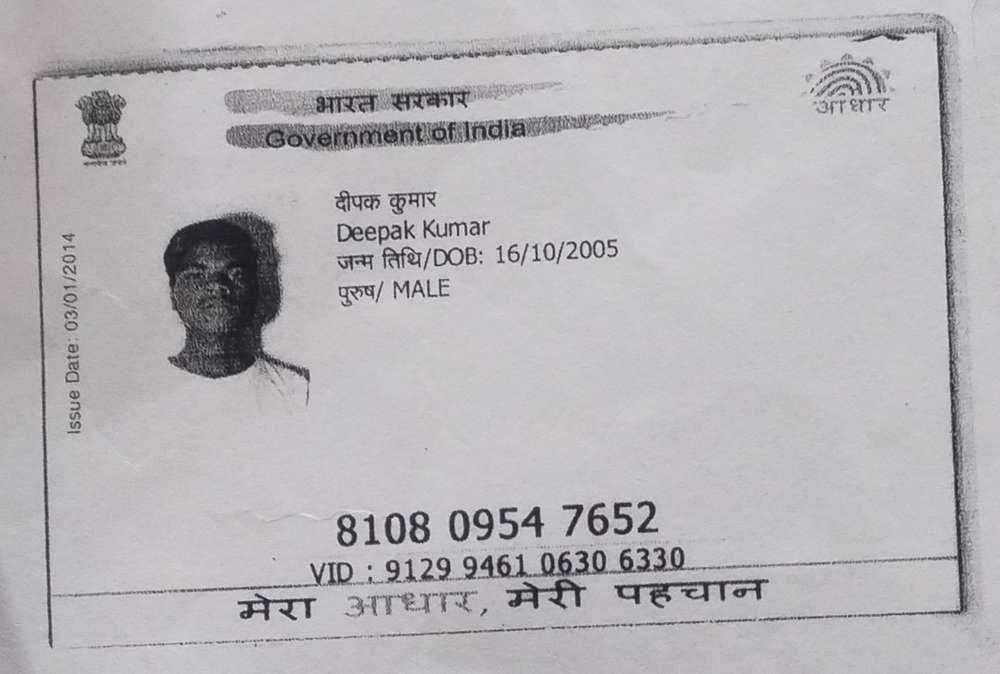 भारत सरकार
Government of India
आधार
दीपक कुमार
Deepak Kumar
जन्म तिथि/DOB: 16/10/2005
पुरुष/ MALE
Issue Date: 03/01/2014
8108 0954 7652
VID : 9129 9461 0630 6330
मेरा आधार, मेरी पहचान